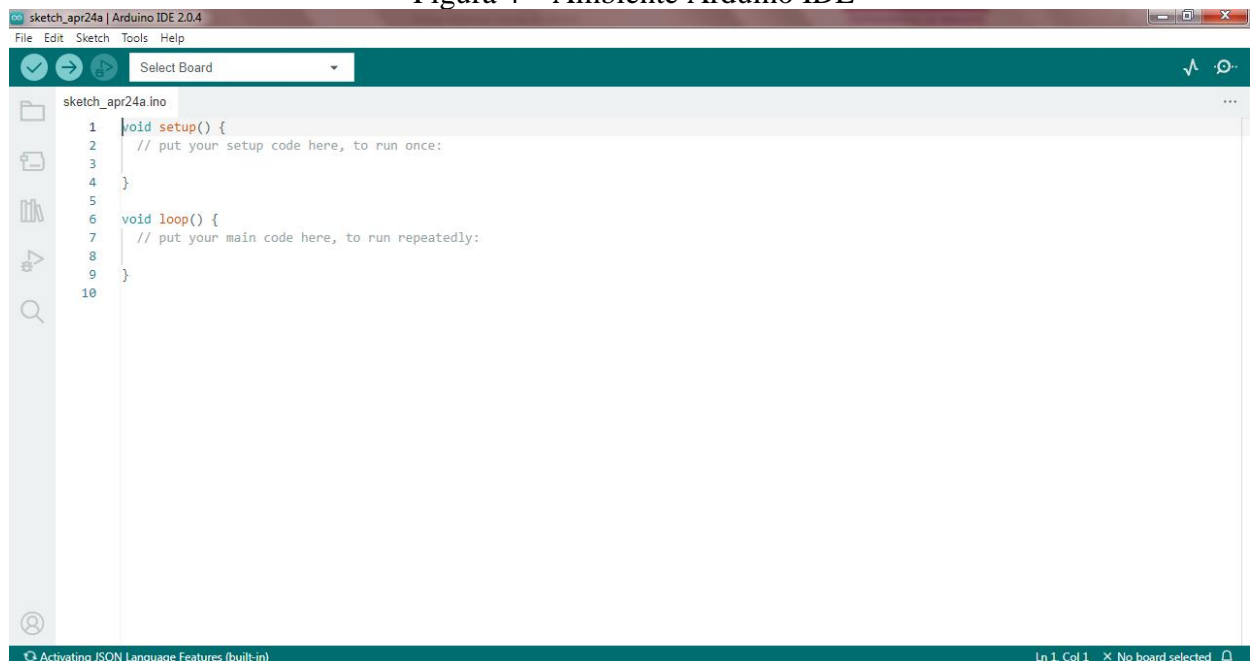 Figura 4 – Ambiente Arduino IDE
sketch_apr24a | Arduino IDE 2.0.4
File Edit Sketch Tools Help
Select Board
sketch_apr24a.ino
1 void setup() {
2 // put your setup code here, to run once:
3
4 }
5
6 void loop() {
7 // put your main code here, to run repeatedly:
8
9 }
10
Activating JSON Language Features (built-in)
Ln 1, Col 1 × No board selected